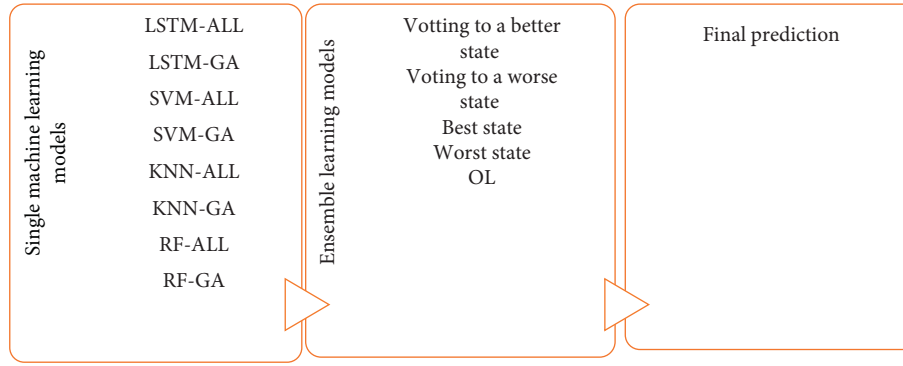 Single machine learning
models
LSTM-ALL
LSTM-GA
SVM-ALL
SVM-GA
KNN-ALL
KNN-GA
RF-ALL
RF-GA
Ensemble learning models
Votting to a better
state
Voting to a worse
state
Best state
Worst state
OL
Final prediction